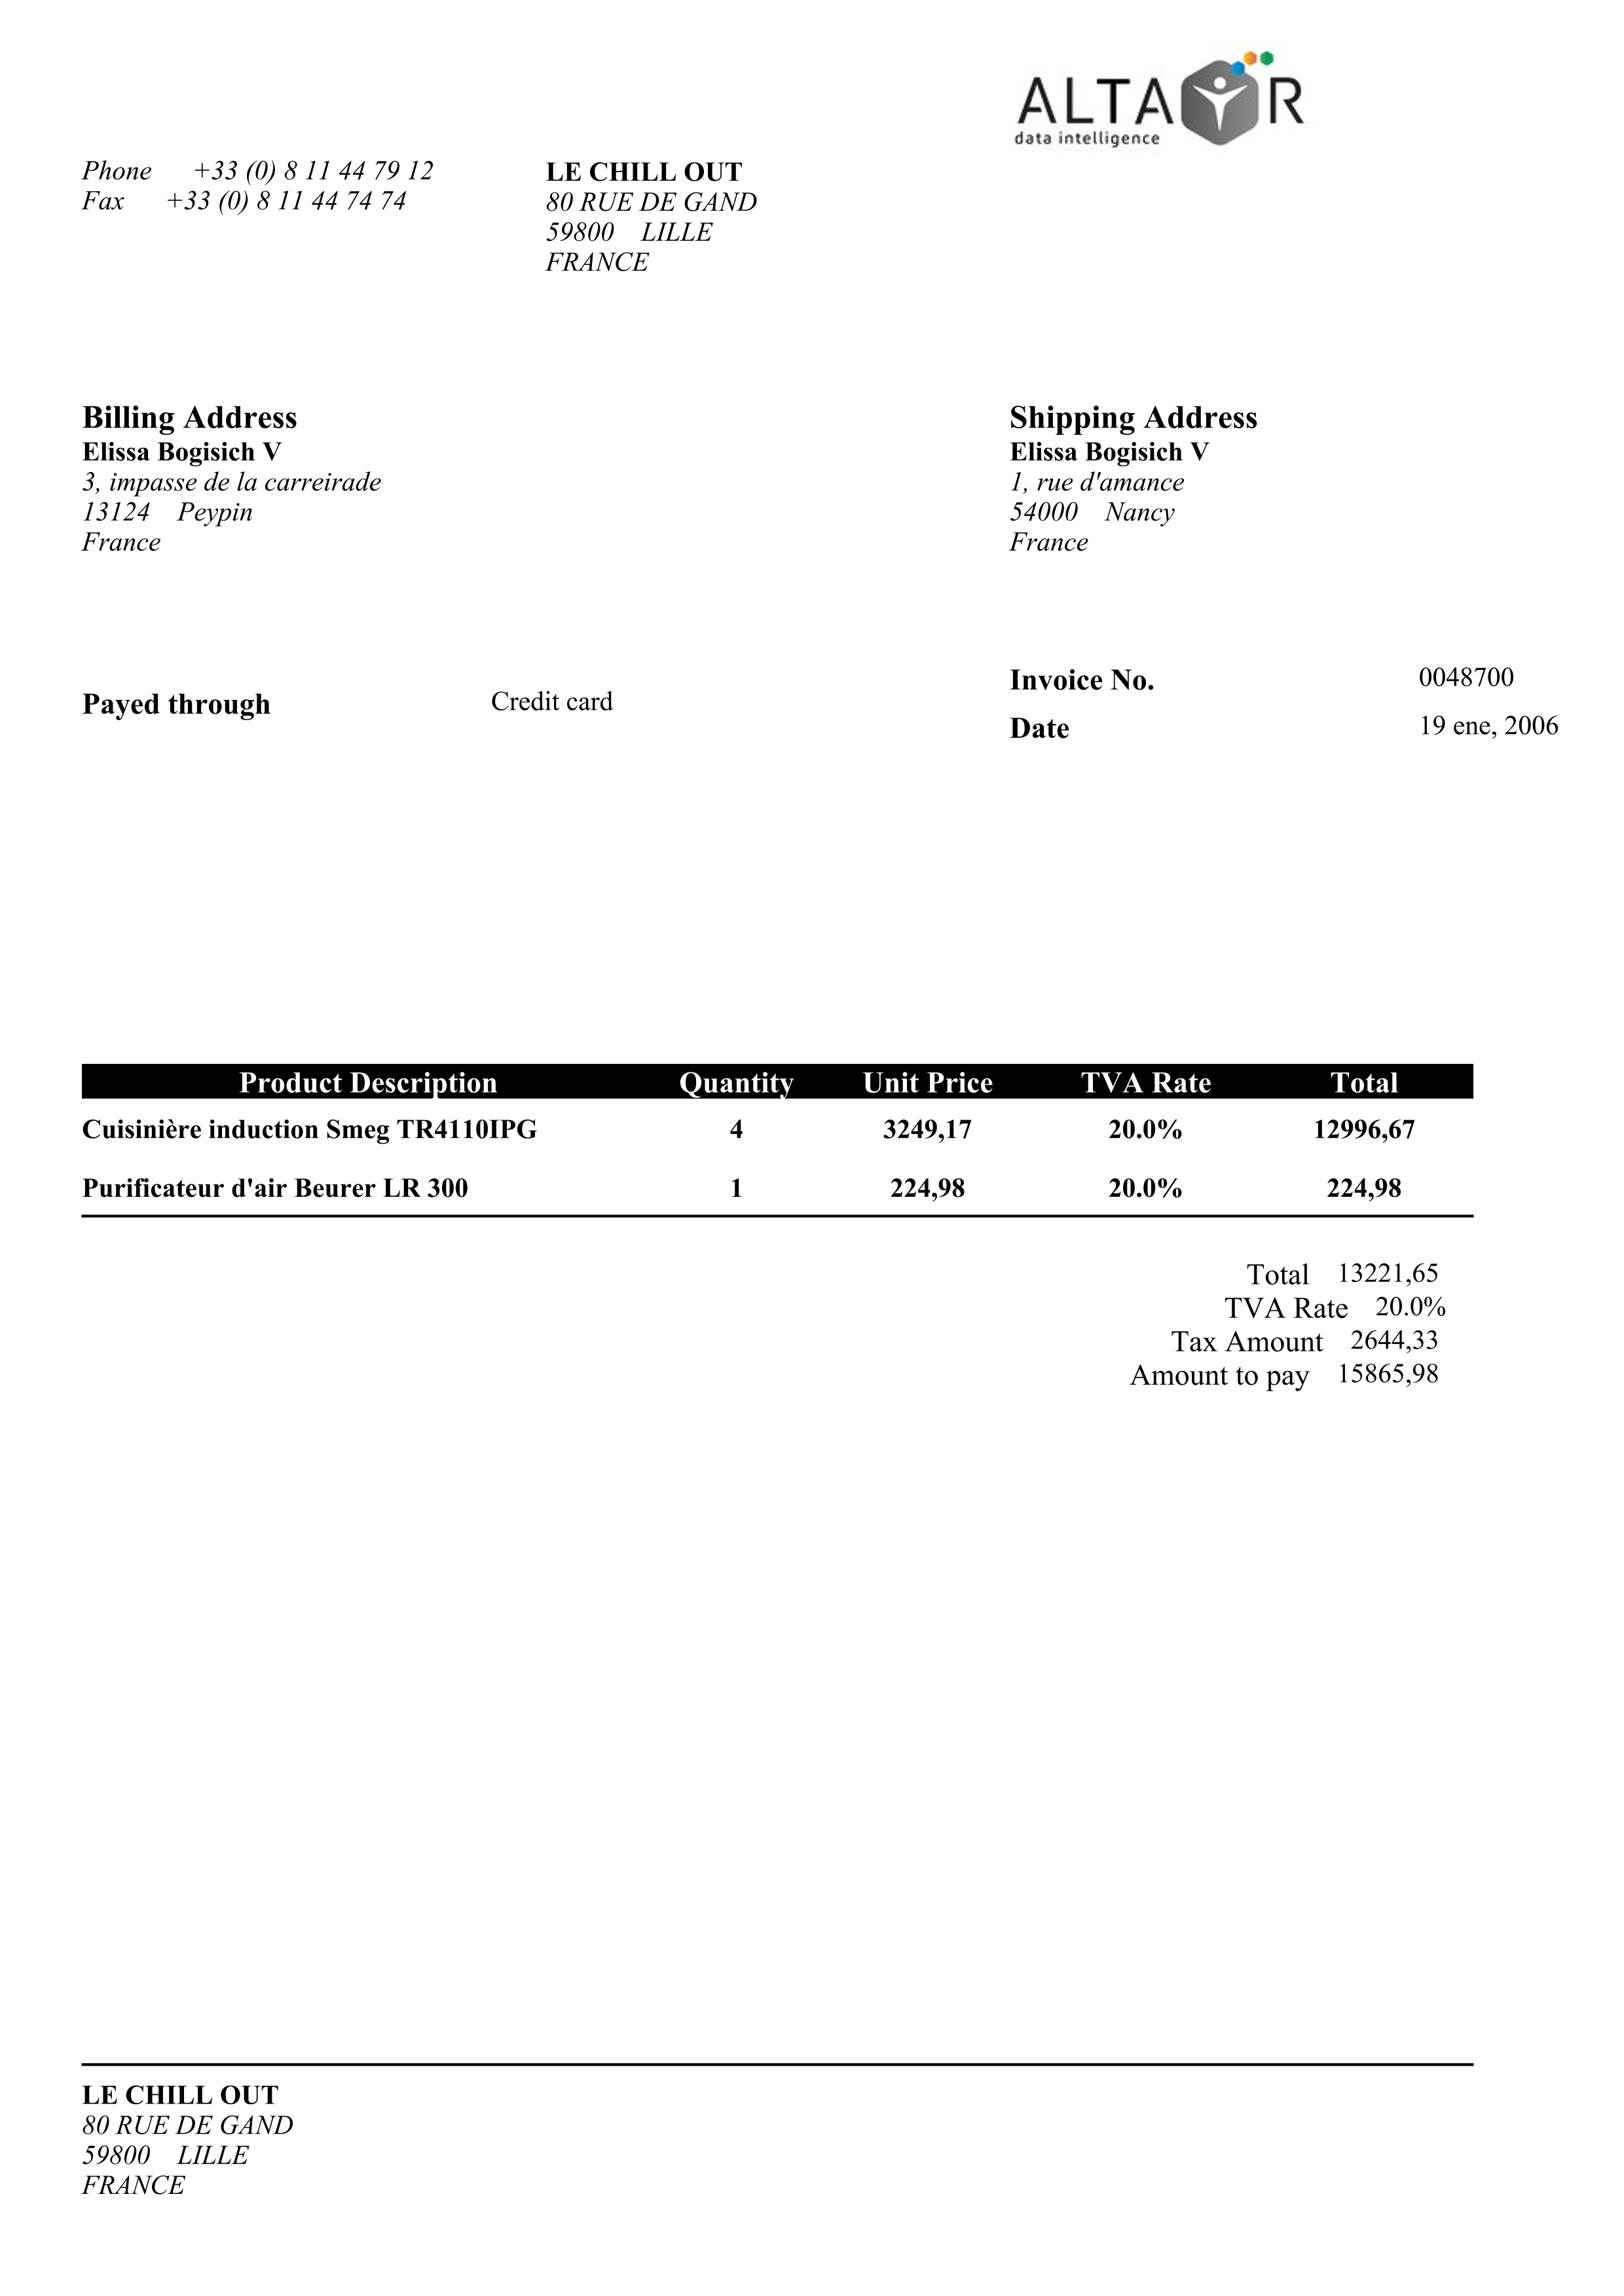 ALTAYR
data intelligence
Phone +33 (0) 8 11 44 79 12
Fax +33 (0) 8 11 44 74 74
LE CHILL OUT
80 RUE DE GAND
59800 LILLE
FRANCE
Billing Address
Elissa Bogisich V
3, impasse de la carreirade
13124 Peypin
France
Shipping Address
Elissa Bogisich V
1, rue d'amance
54000 Nancy
France
Payed through Credit card
Invoice No. 0048700
Date 19 ene, 2006
Product Description Quantity Unit Price TVA Rate Total
Cuisinière induction Smeg TR4110IPG 4 3249,17 20.0% 12996,67
Purificateur d'air Beurer LR 300 1 224,98 20.0% 224,98
Total 13221,65
TVA Rate 20.0%
Tax Amount 2644,33
Amount to pay 15865,98
LE CHILL OUT
80 RUE DE GAND
59800 LILLE
FRANCE